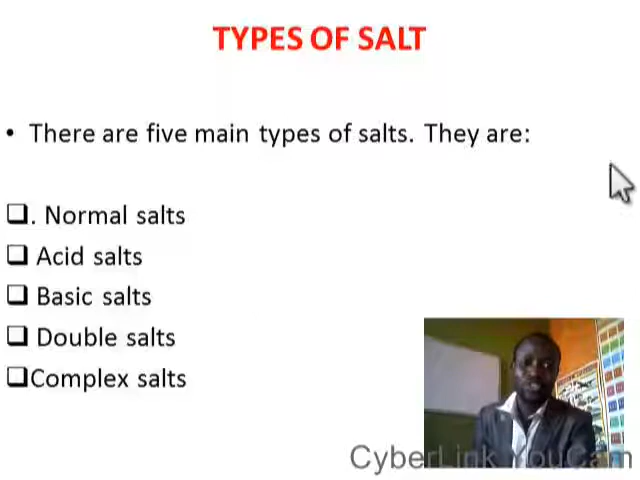 TYPES OF SALT
• There are five main types of salts. They are:
❑. Normal salts
❑ Acid salts
❑ Basic salts
❑ Double salts
❑Complex salts
CyberLink YouCam